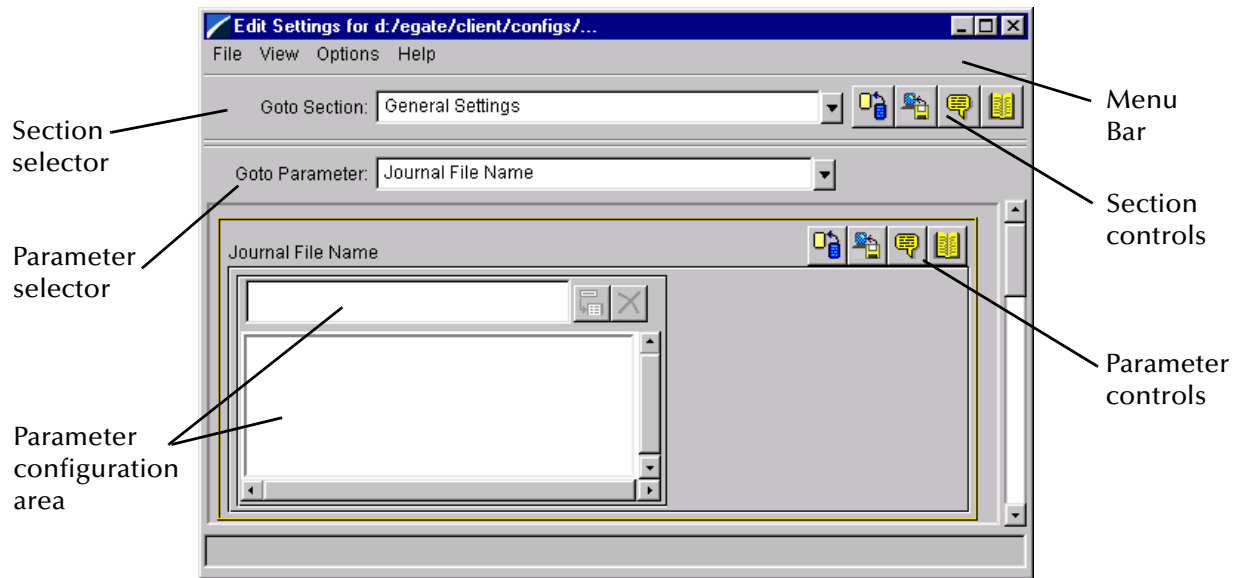 Edit Settings for d:/egate/client/configs/...
File View Options Help
Goto Section: General Settings
Goto Parameter: Journal File Name
Journal File Name
Section
selector
Parameter
selector
Parameter
configuration
area
Menu
Bar
Section
controls
Parameter
controls